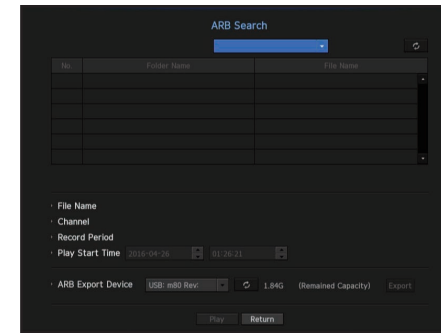 ARB Search
No. Folder Name File Name
File Name
Channel
Record Period
Play Start Time 2016-04-26 01:26:21
ARB Export Device USB: m80 Rev: 1.84G (Remained Capacity) Export
Play Return